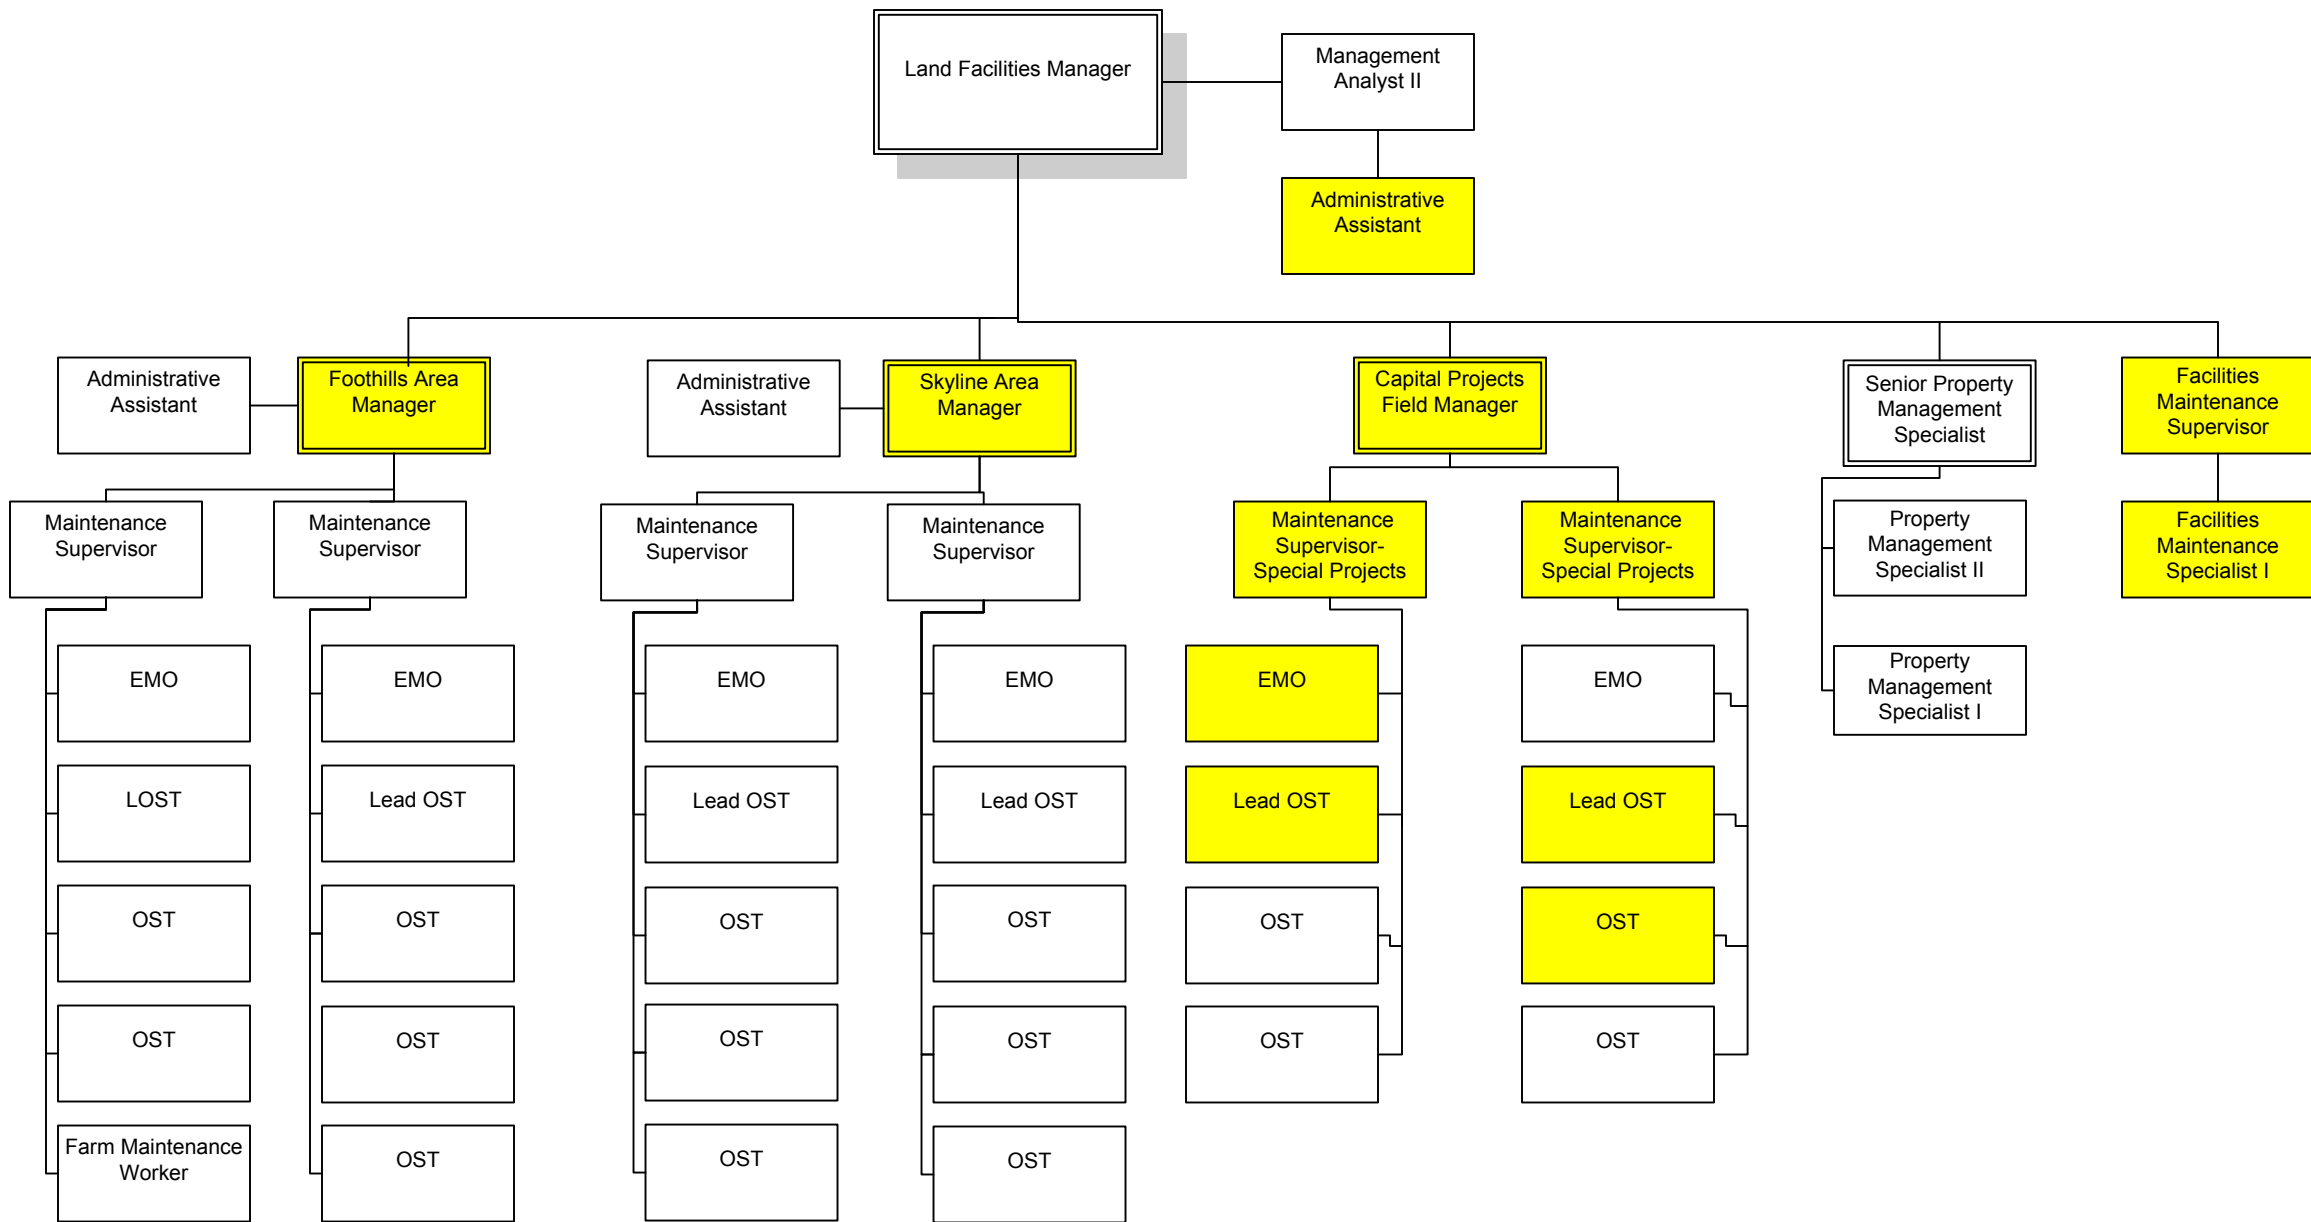 Land Facilities Manager
Management
Analyst II
Administrative
Assistant
Administrative
Assistant
Foothills Area
Manager
Administrative
Assistant
Skyline Area
Manager
Capital Projects
Field Manager
Senior Property
Management
Specialist
Facilities
Maintenance
Supervisor
Maintenance
Supervisor
Maintenance
Supervisor
Maintenance
Supervisor
Maintenance
Supervisor
Maintenance
Supervisor-
Special Projects
Maintenance
Supervisor-
Special Projects
Property
Management
Specialist II
Facilities
Maintenance
Specialist I
EMO
EMO
EMO
EMO
EMO
EMO
Property
Management
Specialist I
LOST
Lead OST
Lead OST
Lead OST
Lead OST
Lead OST
OST
OST
OST
OST
OST
OST
OST
OST
OST
OST
OST
OST
Farm Maintenance
Worker
OST
OST
OST